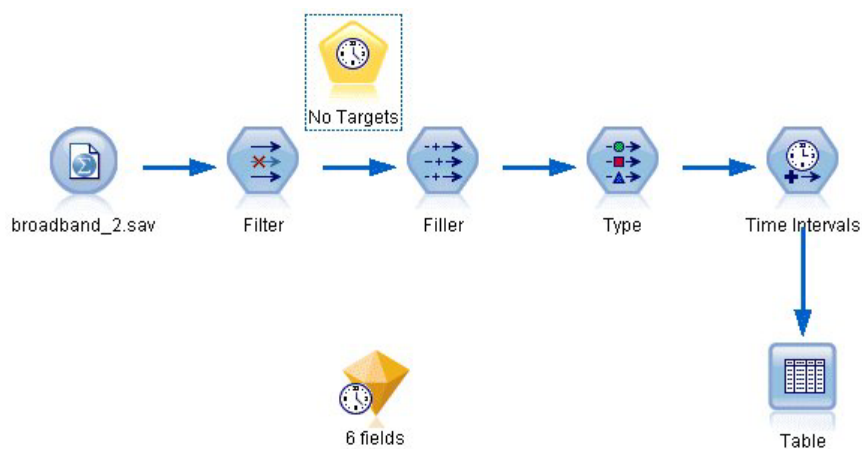 No Targets
broadband_2.sav
Filter
Filler
Type
Time Intervals
6 fields
Table